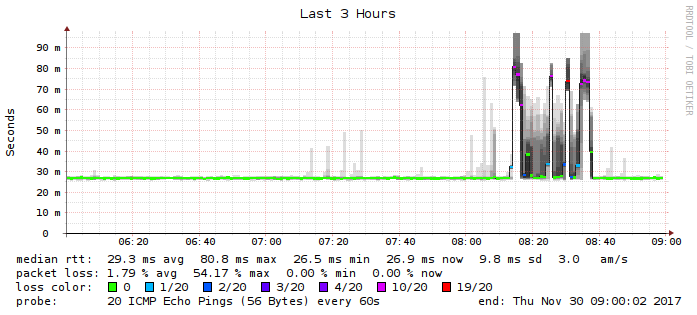 Last 3 Hours
RRDTOOL / TOBI OETIKER
Seconds
90 m
80 m
70 m
60 m
50 m
40 m
30 m
20 m
10 m
0
06:20 06:40 07:00 07:20 07:40 08:00 08:20 08:40 09:00
median rtt: 29.3 ms avg 80.8 ms max 26.5 ms min 26.9 ms now 9.8 ms sd 3.0 am/s
packet loss: 1.79 % avg 54.17 % max 0.00 % min 0.00 % now
loss color: 0 1/20 2/20 3/20 4/20 10/20 19/20
probe: 20 ICMP Echo Pings (56 Bytes) every 60s end: Thu Nov 30 09:00:02 2017